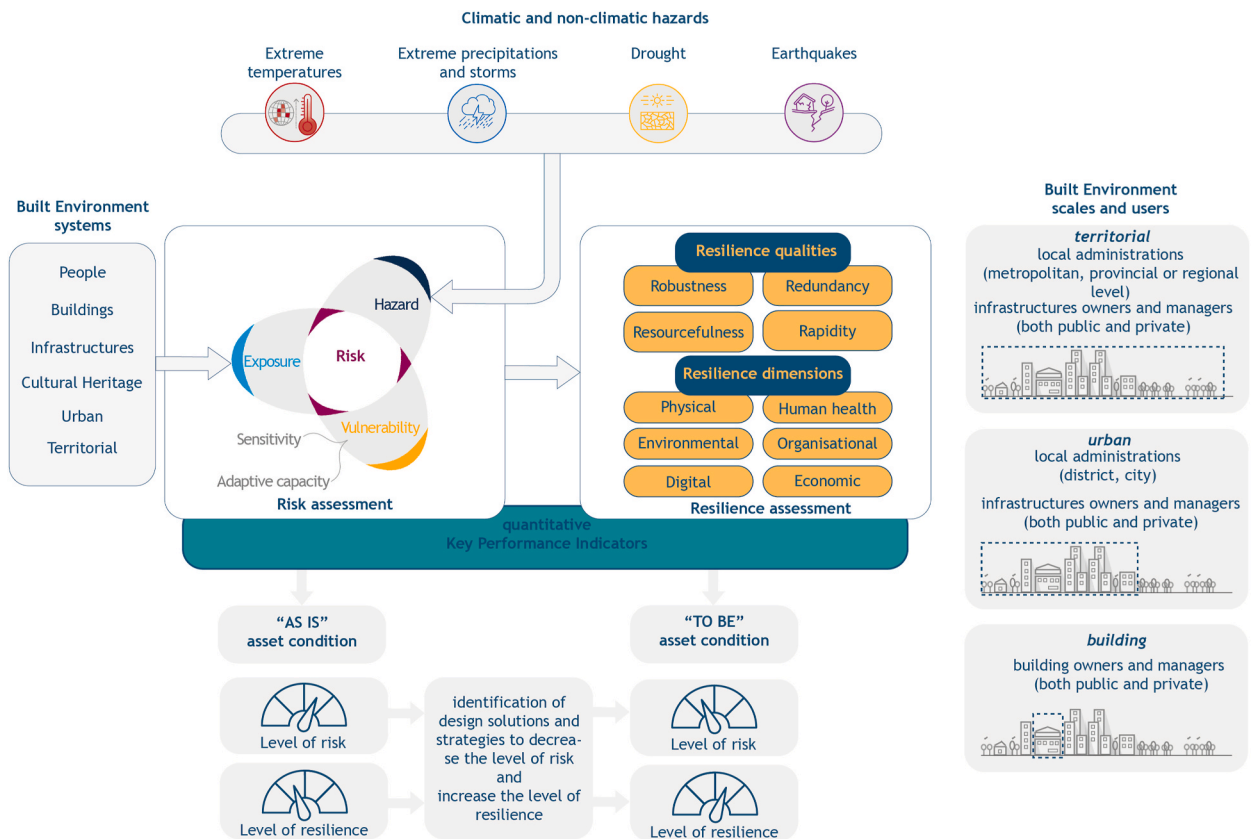 Climatic and non-climatic hazards
Extreme
temperatures
Extreme precipitations
and storms
Drought
Earthquakes
Built Environment
systems
People
Buildings
Infrastructures
Cultural Heritage
Urban
Territorial
Hazard
Exposure
Risk
Vulnerability
Sensitivity
Adaptive capacity
Risk assessment
Resilience qualities
Robustness
Redundancy
Resourcefulness
Rapidity
Resilience dimensions
Physical
Human health
Environmental
Organisational
Digital
Economic
Resilience assessment
quantitative
Key Performance Indicators
“AS IS”
asset condition
“TO BE”
asset condition
Level of risk
Level of resilience
identification of
design solutions and
strategies to decrea-
se the level of risk
and
increase the level of
resilience
Level of risk
Level of resilience
Built Environment
scales and users
territorial
local administrations
(metropolitan, provincial or regional
level)
infrastructures owners and managers
(both public and private)
urban
local administrations
(district, city)
infrastructures owners and managers
(both public and private)
building
building owners and managers
(both public and private)